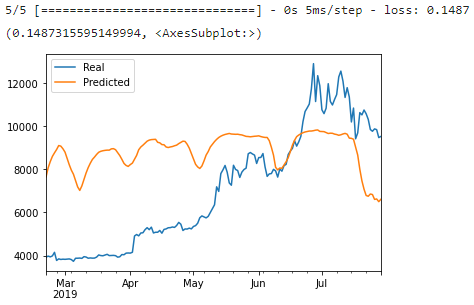 5/5 [==============================] - 0s 5ms/step - loss: 0.1487
(0.1487315595149994, <AxesSubplot:>)
Real
Predicted
12000
10000
8000
6000
4000
Mar Apr May Jun Jul
2019